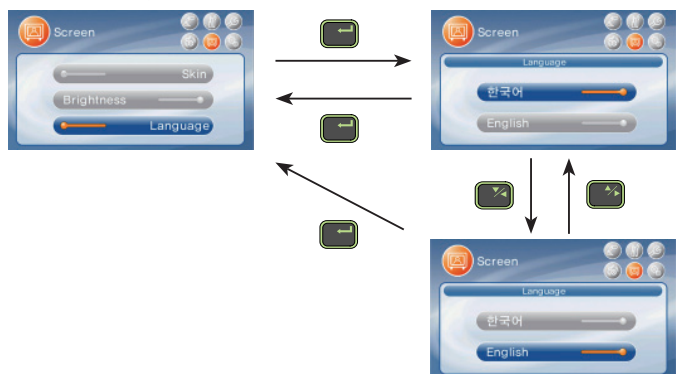 Screen
Skin
Brightness
Language
Screen
Language
한국어
English
Screen
Language
한국어
English